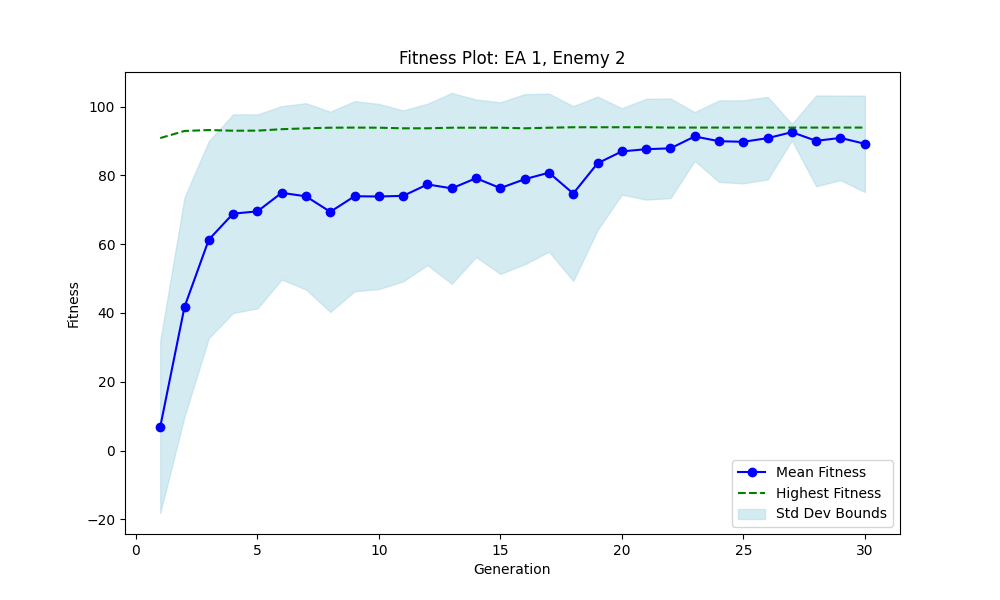 Fitness Plot: EA 1, Enemy 2
100
80
60
40
20
0
−20
Fitness
0 5 10 15 20 25 30
Generation
Mean Fitness
Highest Fitness
Std Dev Bounds